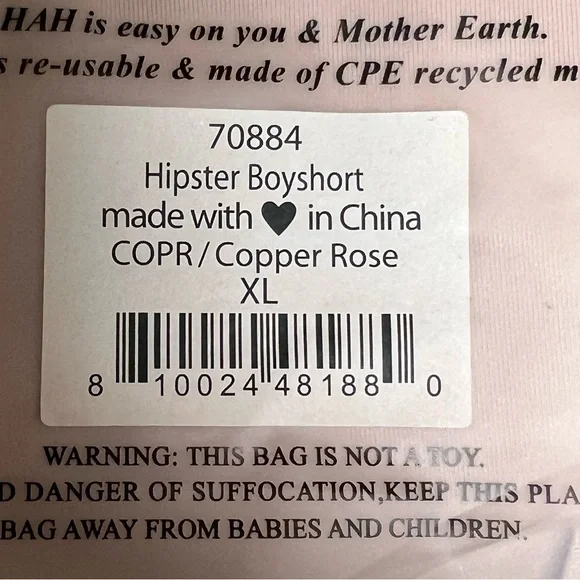 HAH is easy on you & Mother Earth.
s re-usable & made of CPE recycled m
70884
Hipster Boyshort
made with ♥ in China
COPR / Copper Rose
XL
8 10024 48188 0
WARNING: THIS BAG IS NOT A TOY.
D DANGER OF SUFFOCATION,KEEP THIS PLA
BAG AWAY FROM BABIES AND CHILDREN.